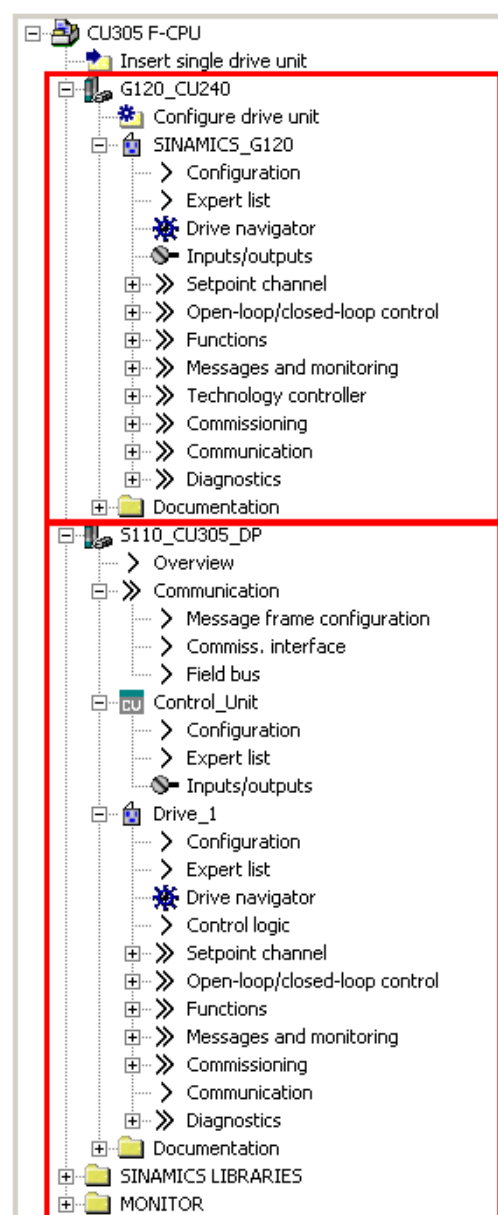 CU305 F-CPU
Insert single drive unit
G120_CU240
Configure drive unit
SINAMICS_G120
Configuration
Expert list
Drive navigator
Inputs/outputs
Setpoint channel
Open-loop/closed-loop control
Functions
Messages and monitoring
Technology controller
Commissioning
Communication
Diagnostics
Documentation
S110_CU305_DP
Overview
Communication
Message frame configuration
Commiss. interface
Field bus
CU Control_Unit
Configuration
Expert list
Inputs/outputs
Drive_1
Configuration
Expert list
Drive navigator
Control logic
Setpoint channel
Open-loop/closed-loop control
Functions
Messages and monitoring
Commissioning
Communication
Diagnostics
Documentation
SINAMICS LIBRARIES
MONITOR